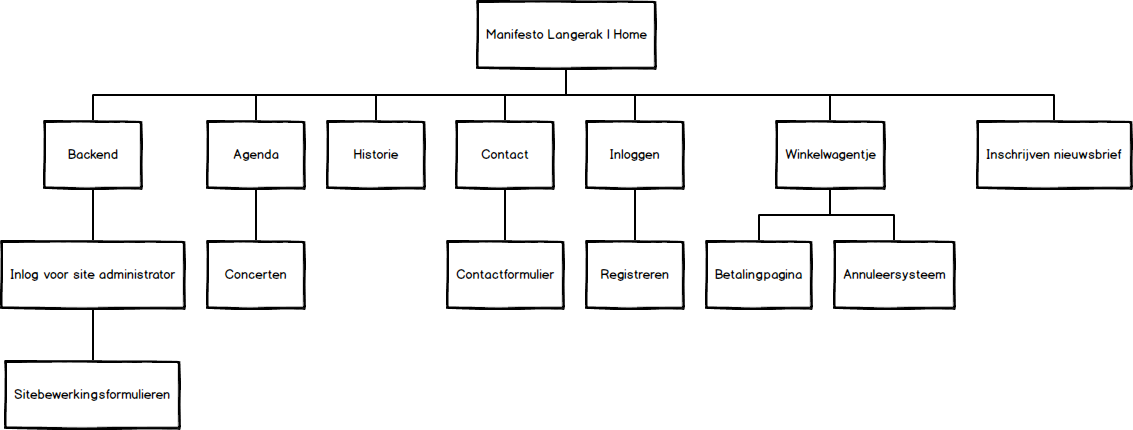 Manifesto Langerak | Home
Backend
Agenda
Historie
Contact
Inloggen
Winkelwagentje
Inschrijven nieuwsbrief
Inlog voor site administrator
Concerten
Contactformulier
Registreren
Betalingpagina
Annuleersysteem
Sitebewerkingsformulieren